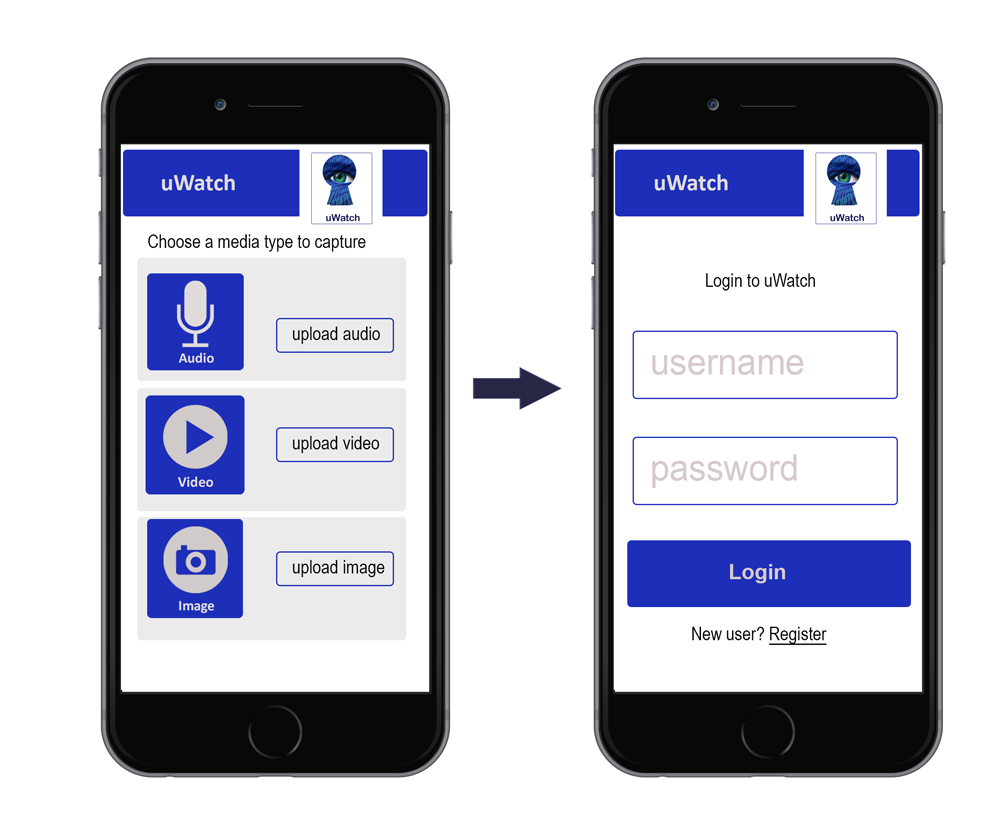 uWatch
uWatch
Choose a media type to capture
Audio
upload audio
Video
upload video
Image
upload image
uWatch
uWatch
Login to uWatch
username
password
Login
New user? Register